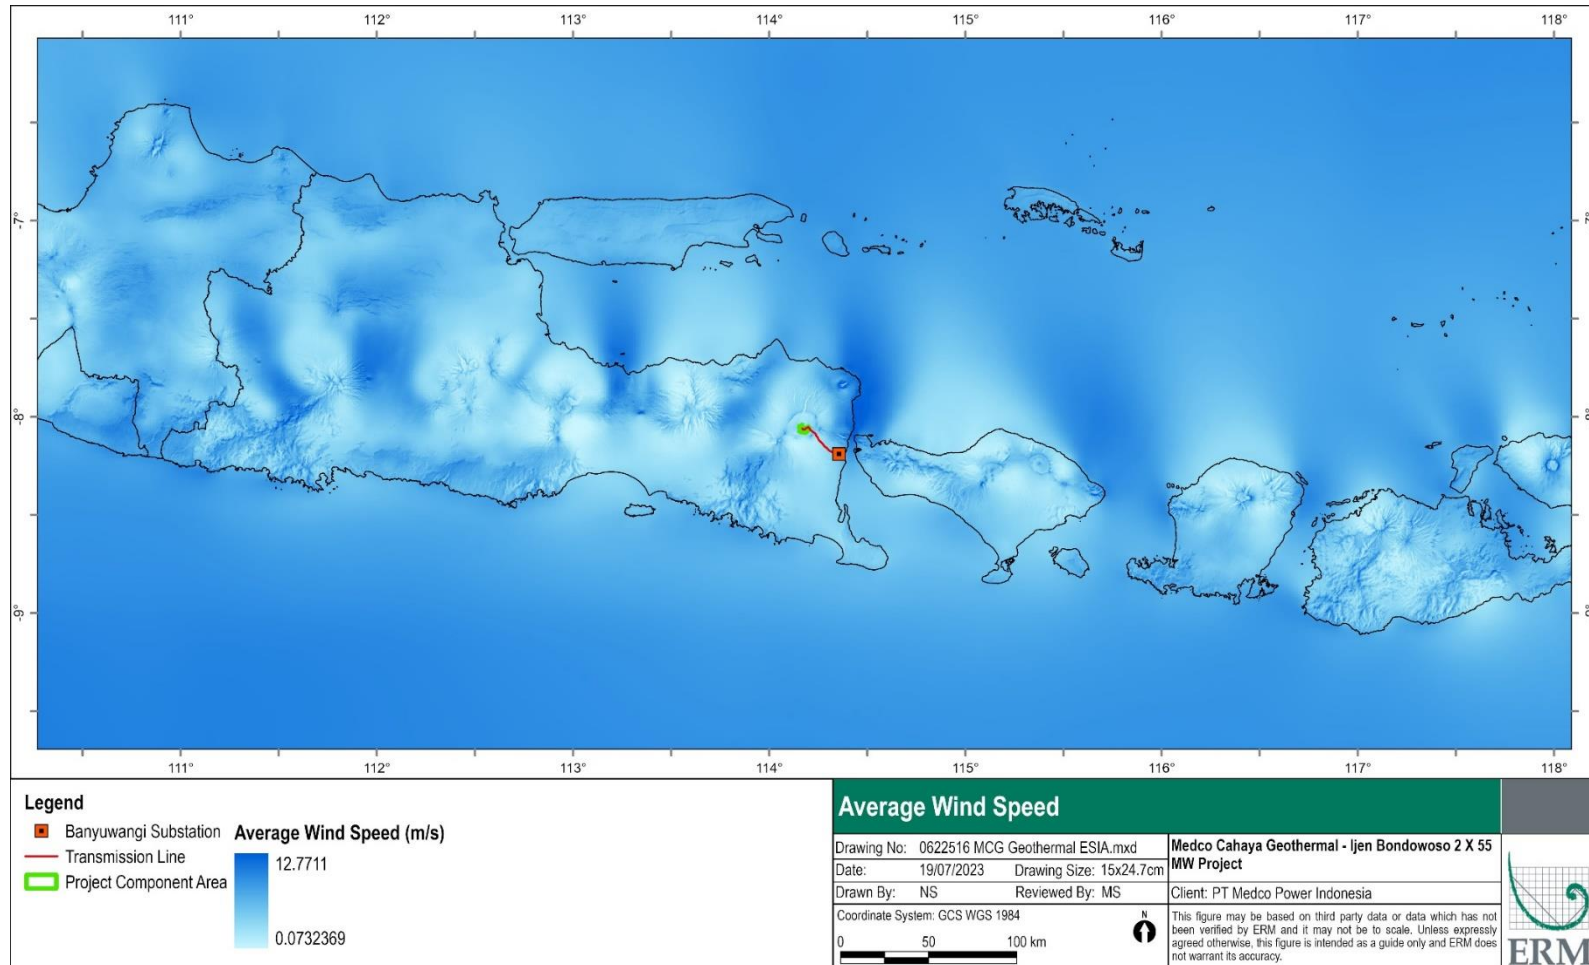 111° 112° 113° 114° 115° 116° 117° 118°
-7° -7°
-8° -8°
-9°
111° 112° 113° 114° 115° 116° 117° 118°
Legend
Banyuwangi Substation
Transmission Line
Project Component Area
Average Wind Speed (m/s)
12.7711
0.0732369
Average Wind Speed
Drawing No: 0622516 MCG Geothermal ESIA.mxd
Date: 19/07/2023 Drawing Size: 15x24.7cm
Drawn By: NS Reviewed By: MS
Coordinate System: GCS WGS 1984
N
0 50 100 km
Medco Cahaya Geothermal - Ijen Bondowoso 2 X 55
MW Project
Client: PT Medco Power Indonesia
This figure may be based on third party data or data which has not
been verified by ERM and it may not be to scale. Unless expressly
agreed otherwise, this figure is intended as a guide only and ERM does
not warrant its accuracy.
ERM